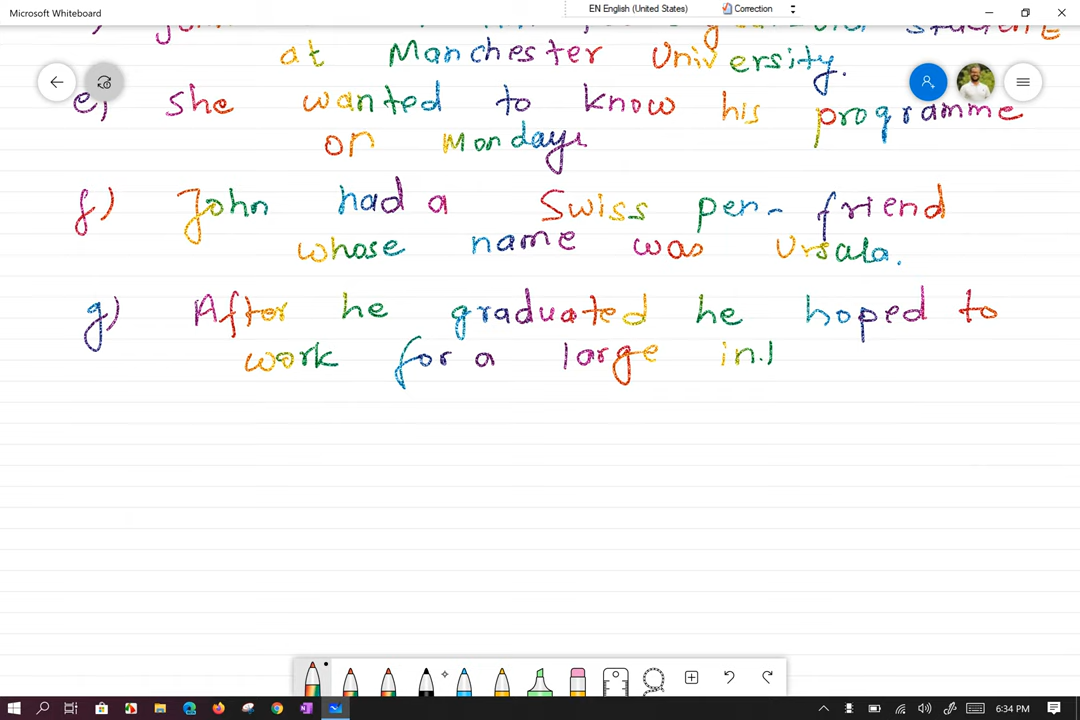 Microsoft Whiteboard
EN English (United States) Correction
student
at Manchester University.
e) she wanted to know his programme
on Mondays
f) John had a Swiss pen-friend
whose name was Ursala.
g) After he graduated he hoped to
work for a large in
6:34 PM